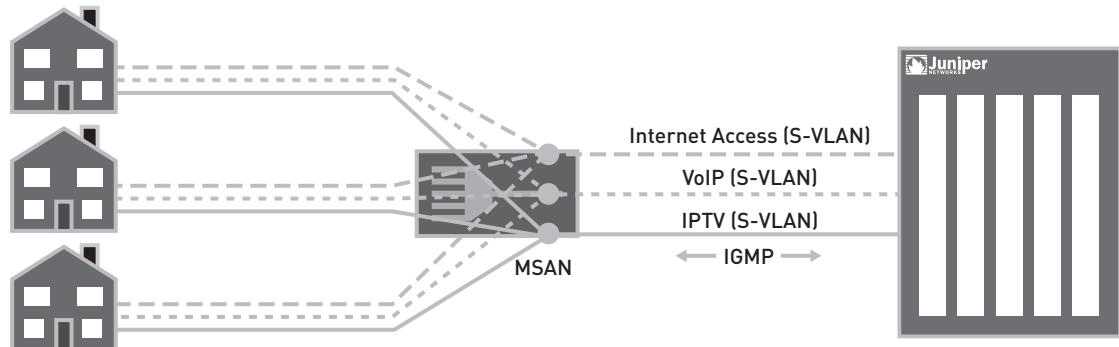 Juniper
NETWORKS
Internet Access (S-VLAN)
VoIP (S-VLAN)
IPTV (S-VLAN)
IGMP
MSAN